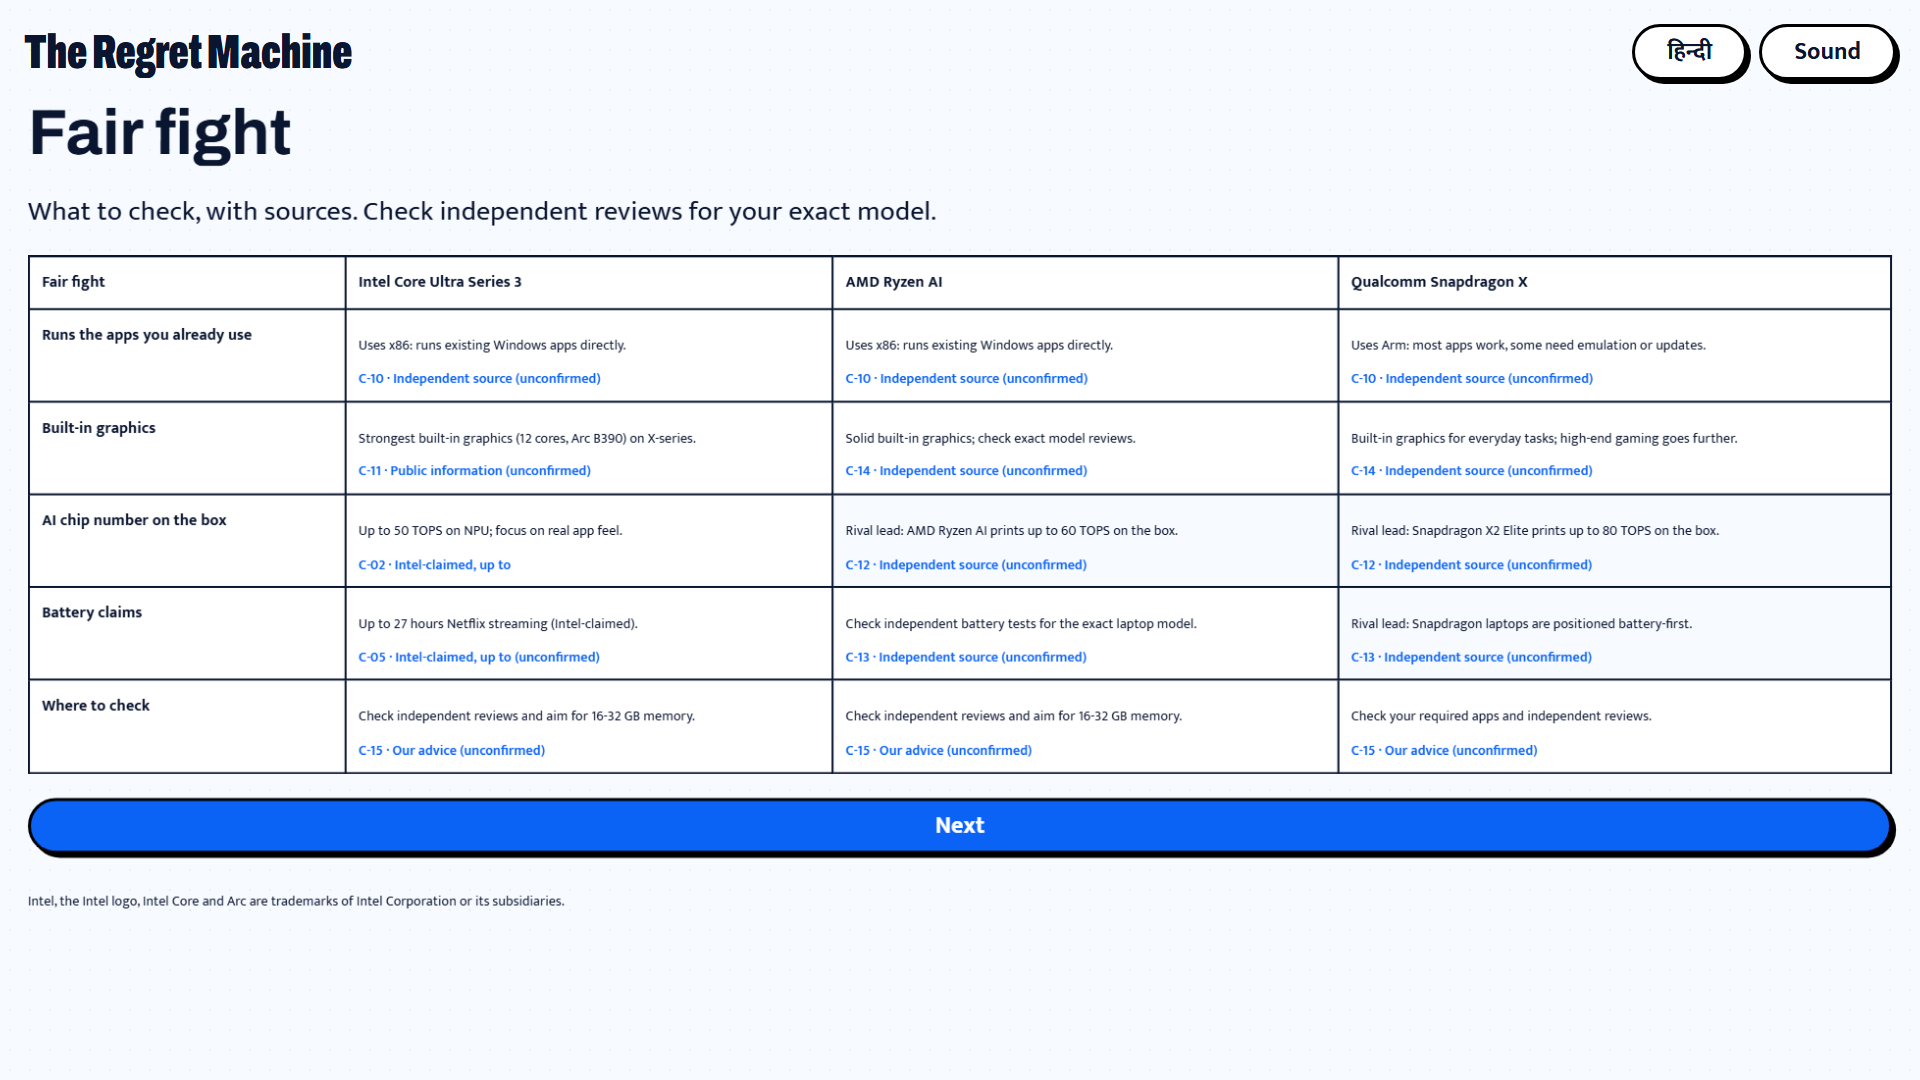 The Regret Machine
हिन्दी
Sound
Fair fight
What to check, with sources. Check independent reviews for your exact model.
Fair fight
Intel Core Ultra Series 3
AMD Ryzen AI
Qualcomm Snapdragon X
Runs the apps you already use
Uses x86: runs existing Windows apps directly.
C-10 · Independent source (unconfirmed)
Uses x86: runs existing Windows apps directly.
C-10 · Independent source (unconfirmed)
Uses Arm: most apps work, some need emulation or updates.
C-10 · Independent source (unconfirmed)
Built-in graphics
Strongest built-in graphics (12 cores, Arc B390) on X-series.
C-11 · Public information (unconfirmed)
Solid built-in graphics; check exact model reviews.
C-14 · Independent source (unconfirmed)
Built-in graphics for everyday tasks; high-end gaming goes further.
C-14 · Independent source (unconfirmed)
AI chip number on the box
Up to 50 TOPS on NPU; focus on real app feel.
C-02 · Intel-claimed, up to
Rival lead: AMD Ryzen AI prints up to 60 TOPS on the box.
C-12 · Independent source (unconfirmed)
Rival lead: Snapdragon X2 Elite prints up to 80 TOPS on the box.
C-12 · Independent source (unconfirmed)
Battery claims
Up to 27 hours Netflix streaming (Intel-claimed).
C-05 · Intel-claimed, up to (unconfirmed)
Check independent battery tests for the exact laptop model.
C-13 · Independent source (unconfirmed)
Rival lead: Snapdragon laptops are positioned battery-first.
C-13 · Independent source (unconfirmed)
Where to check
Check independent reviews and aim for 16-32 GB memory.
C-15 · Our advice (unconfirmed)
Check independent reviews and aim for 16-32 GB memory.
C-15 · Our advice (unconfirmed)
Check your required apps and independent reviews.
C-15 · Our advice (unconfirmed)
Next
Intel, the Intel logo, Intel Core and Arc are trademarks of Intel Corporation or its subsidiaries.